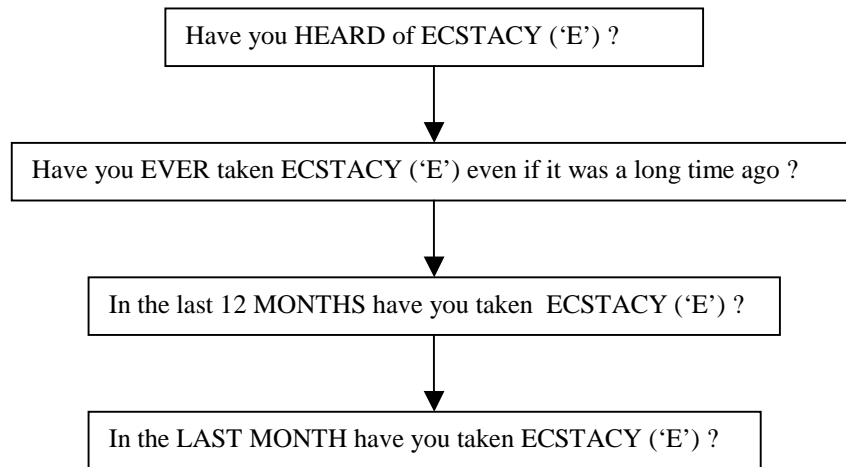 Have you HEARD of ECSTACY (‘E’) ?
Have you EVER taken ECSTACY (‘E’) even if it was a long time ago ?
In the last 12 MONTHS have you taken  ECSTACY (‘E’) ?
In the LAST MONTH have you taken ECSTACY (‘E’) ?